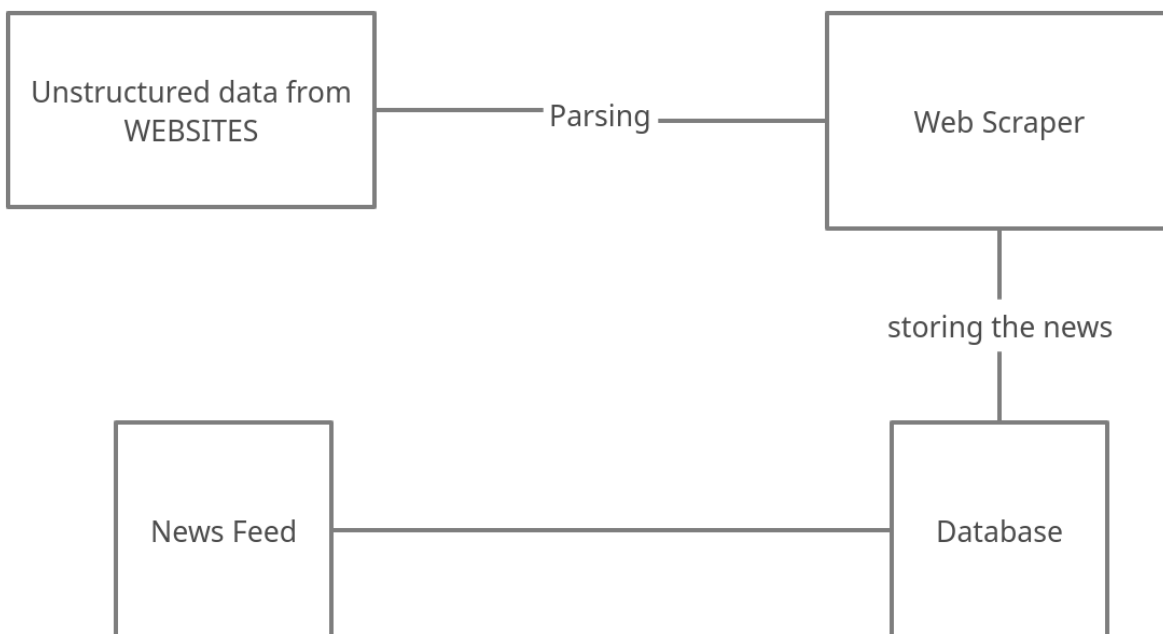 Unstructured data from
WEBSITES
Parsing
Web Scraper
storing the news
News Feed
Database